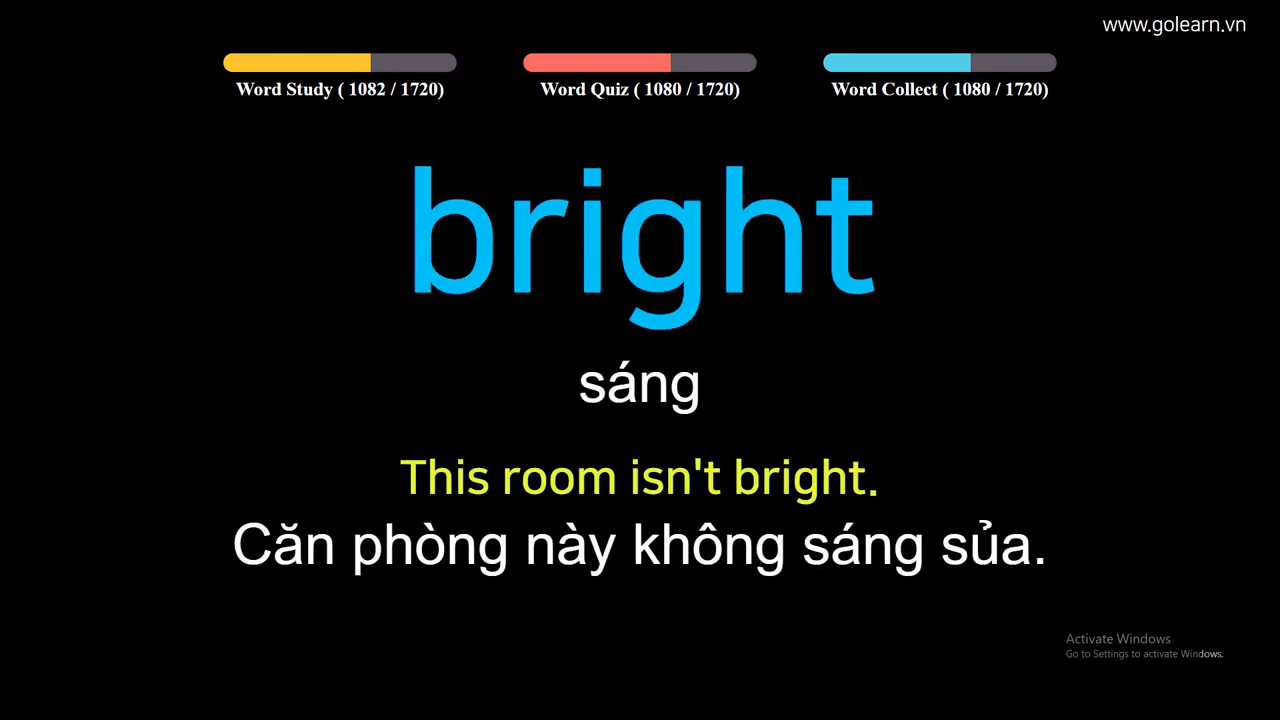 www.golearn.vn
Word Study ( 1082 / 1720)
Word Quiz ( 1080 / 1720)
Word Collect ( 1080 / 1720)
bright
sáng
This room isn't bright.
Căn phòng này không sáng sủa.
Activate Windows
Go to Settings to activate Windows.